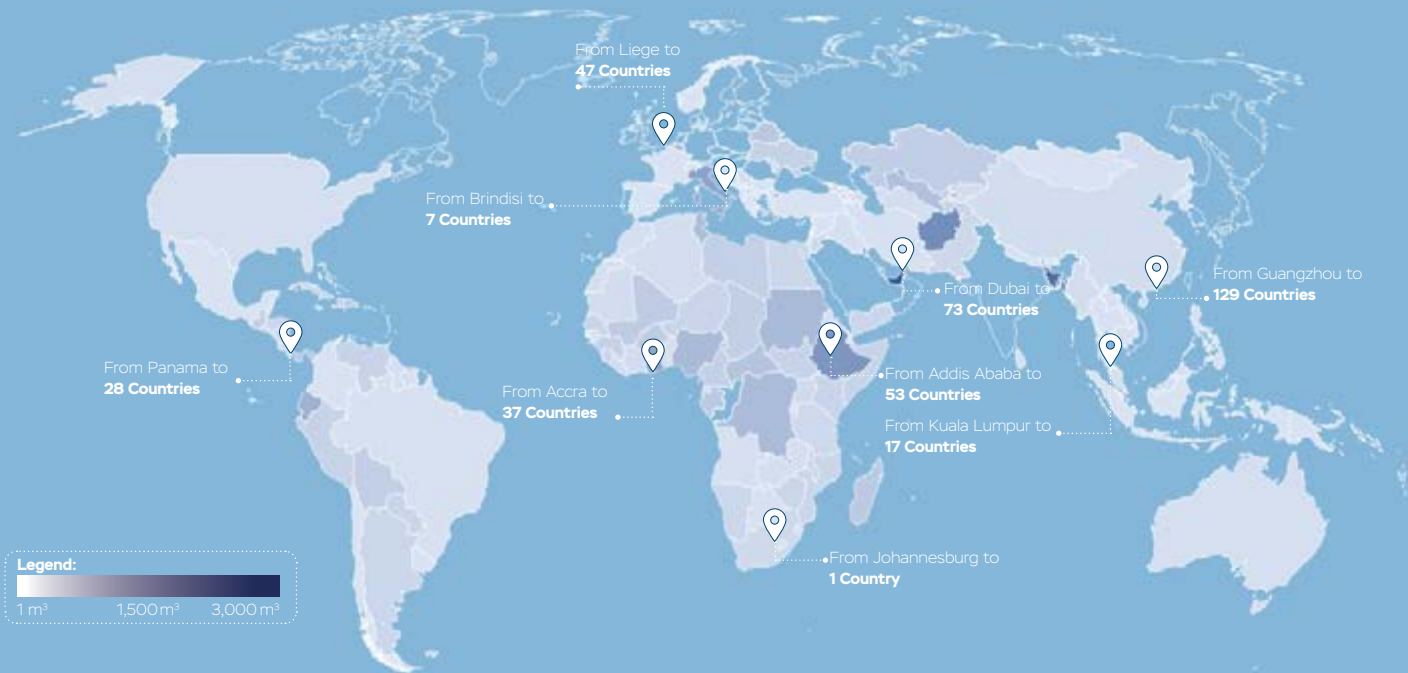 From Liege to
47 Countries
From Brindisi to
7 Countries
From Guangzhou to
129 Countries
From Dubai to
73 Countries
From Panama to
28 Countries
From Accra to
37 Countries
From Addis Ababa to
53 Countries
From Kuala Lumpur to
17 Countries
From Johannesburg to
1 Country
Legend:
1 m³ 1,500 m³ 3,000 m³